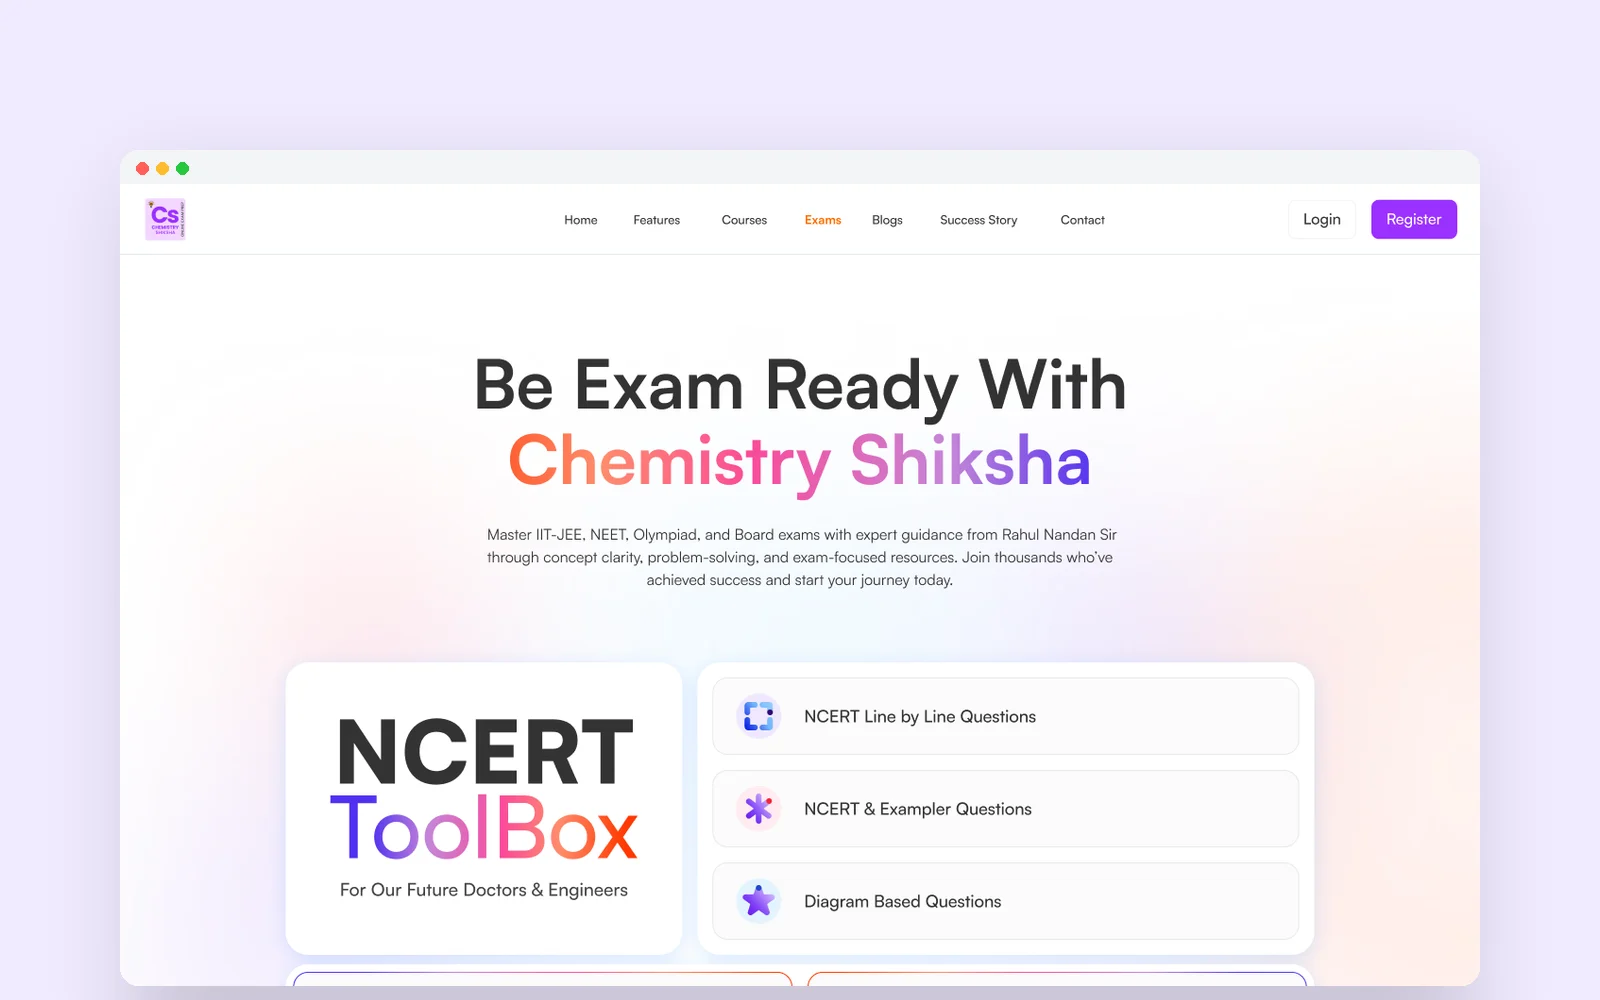 Cs
CHEMISTRY
SHIKSHA
Home Features Courses Exams Blogs Success Story Contact Login Register
Be Exam Ready With
Chemistry Shiksha
Master IIT-JEE, NEET, Olympiad, and Board exams with expert guidance from Rahul Nandan Sir
through concept clarity, problem-solving, and exam-focused resources. Join thousands who've
achieved success and start your journey today.
NCERT
ToolBox
For Our Future Doctors & Engineers
NCERT Line by Line Questions
NCERT & Exampler Questions
Diagram Based Questions